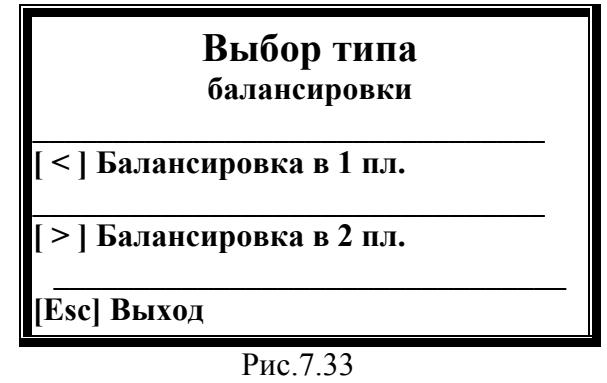 Выбор типа
балансировки
[ < ] Балансировка в 1 пл.
[ > ] Балансировка в 2 пл.
[Esc] Выход
Рис.7.33